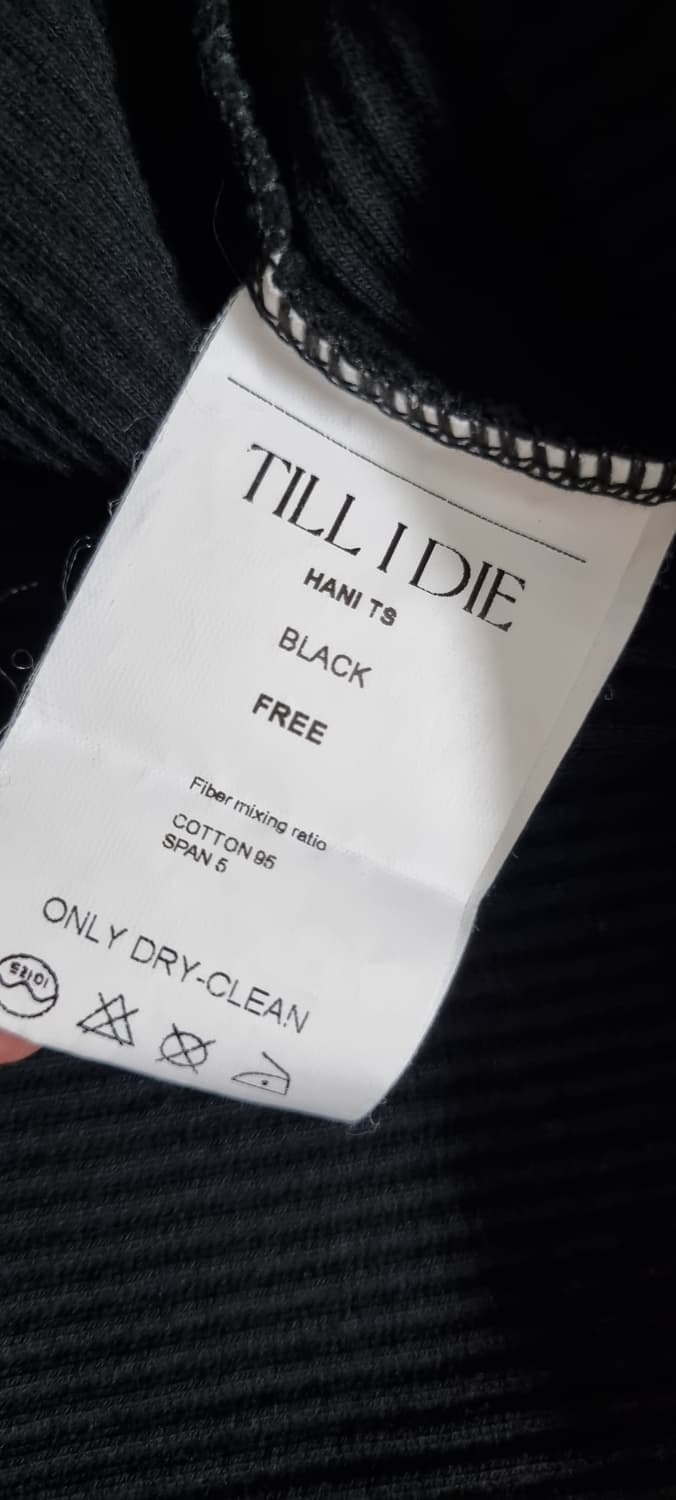 TILL I DIE
HANI TS
BLACK
FREE
Fiber mixing ratio
COTTON 95
SPAN 5
ONLY DRY-CLEAN